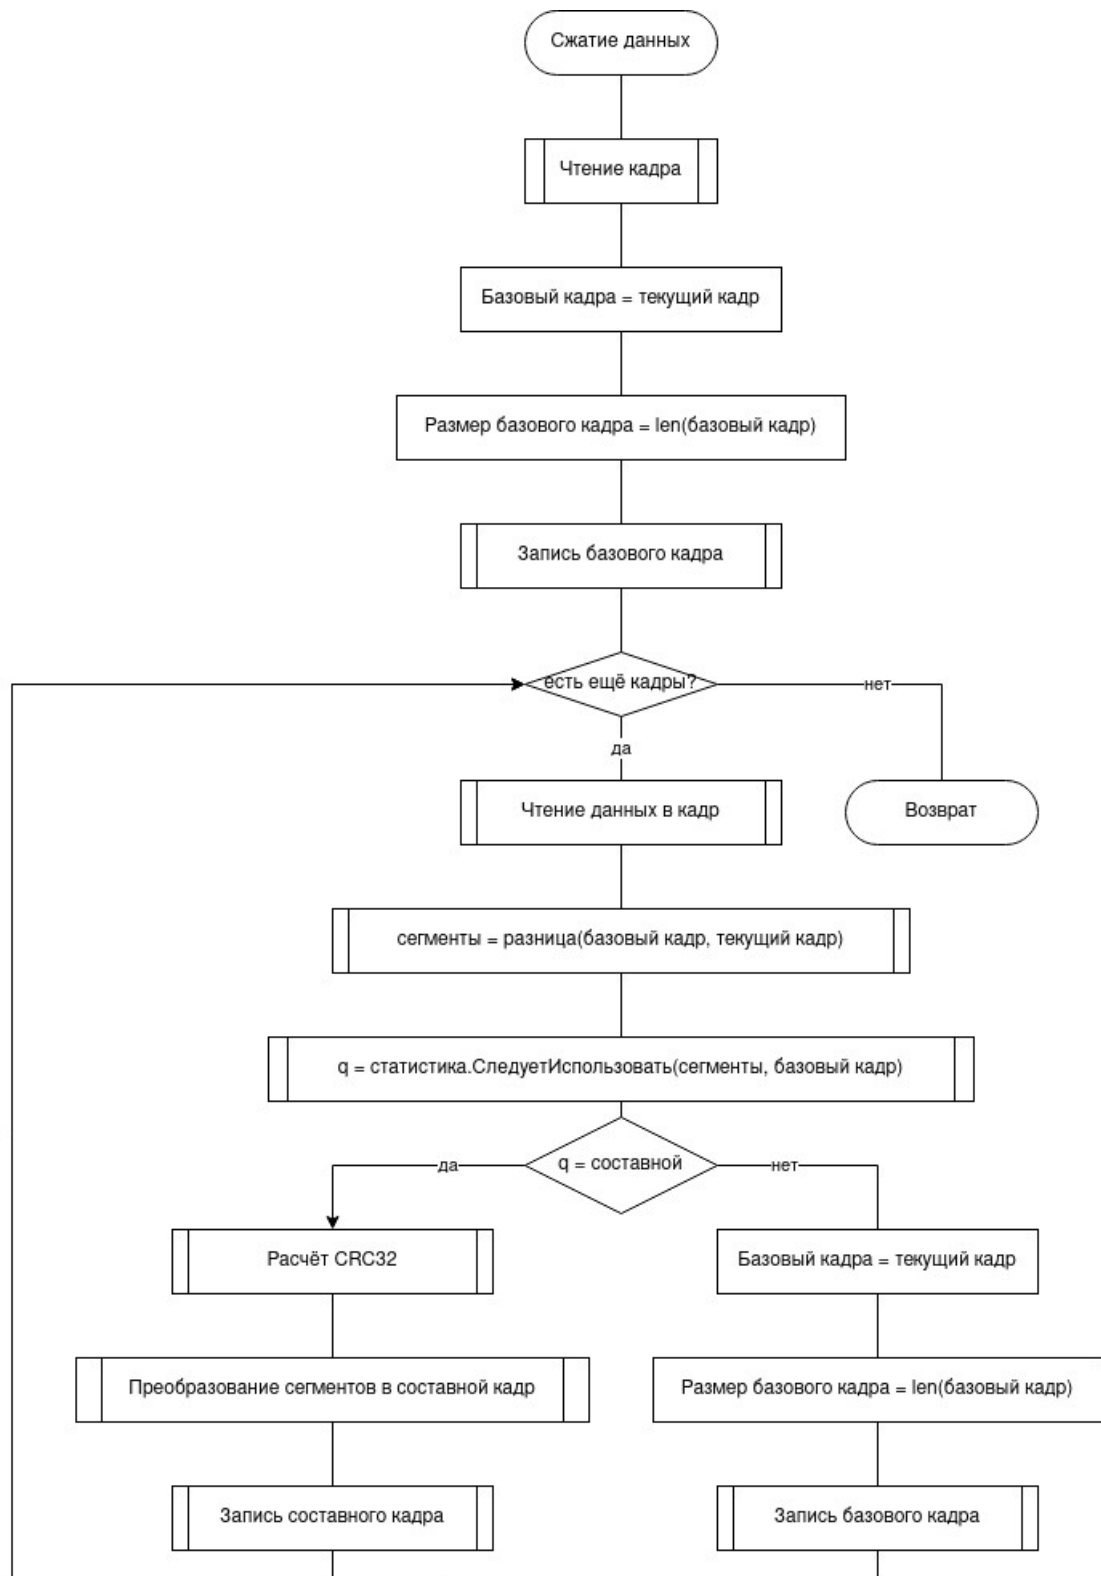 Сжатие данных
Чтение кадра
Базовый кадра = текущий кадр
Размер базового кадра = len(базовый кадр)
Запись базового кадра
есть ещё кадры?
нет
да
Чтение данных в кадр
Возврат
сегменты = разница(базовый кадр, текущий кадр)
q = статистика.СледуетИспользовать(сегменты, базовый кадр)
q = составной
да
нет
Расчёт CRC32
Базовый кадра = текущий кадр
Преобразование сегментов в составной кадр
Размер базового кадра = len(базовый кадр)
Запись составного кадра
Запись базового кадра